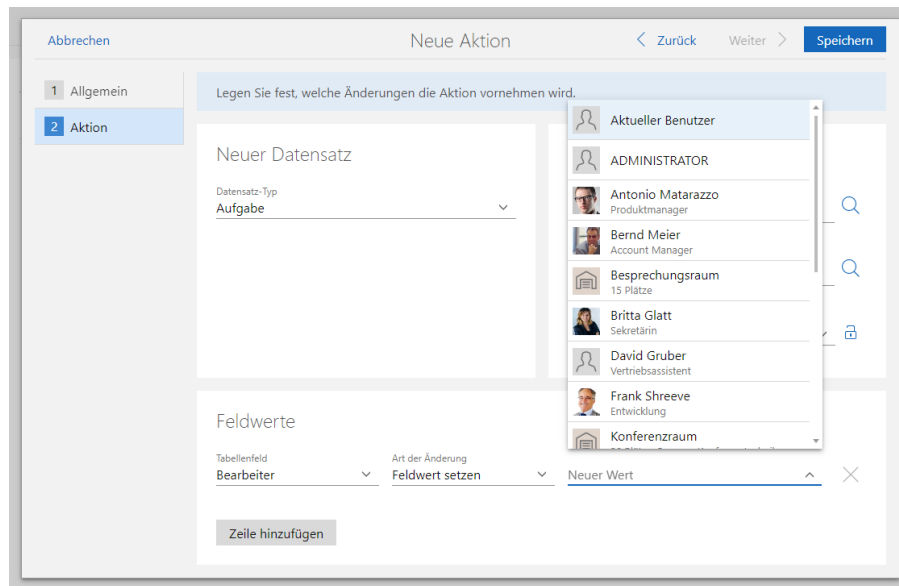 Abbrechen
Neue Aktion
Zurück
Weiter
Speichern
1 Allgemein
2 Aktion
Legen Sie fest, welche Änderungen die Aktion vornehmen wird.
Neuer Datensatz
Datensatz-Typ
Aufgabe
Aktueller Benutzer
ADMINISTRATOR
Antonio Matarazzo
Produktmanager
Bernd Meier
Account Manager
Besprechungsraum
15 Plätze
Britta Glatt
Sekretärin
David Gruber
Vertriebsassistent
Frank Shreeve
Entwicklung
Konferenzraum
Feldwerte
Tabellenfeld
Bearbeiter
Art der Änderung
Feldwert setzen
Neuer Wert
Zeile hinzufügen